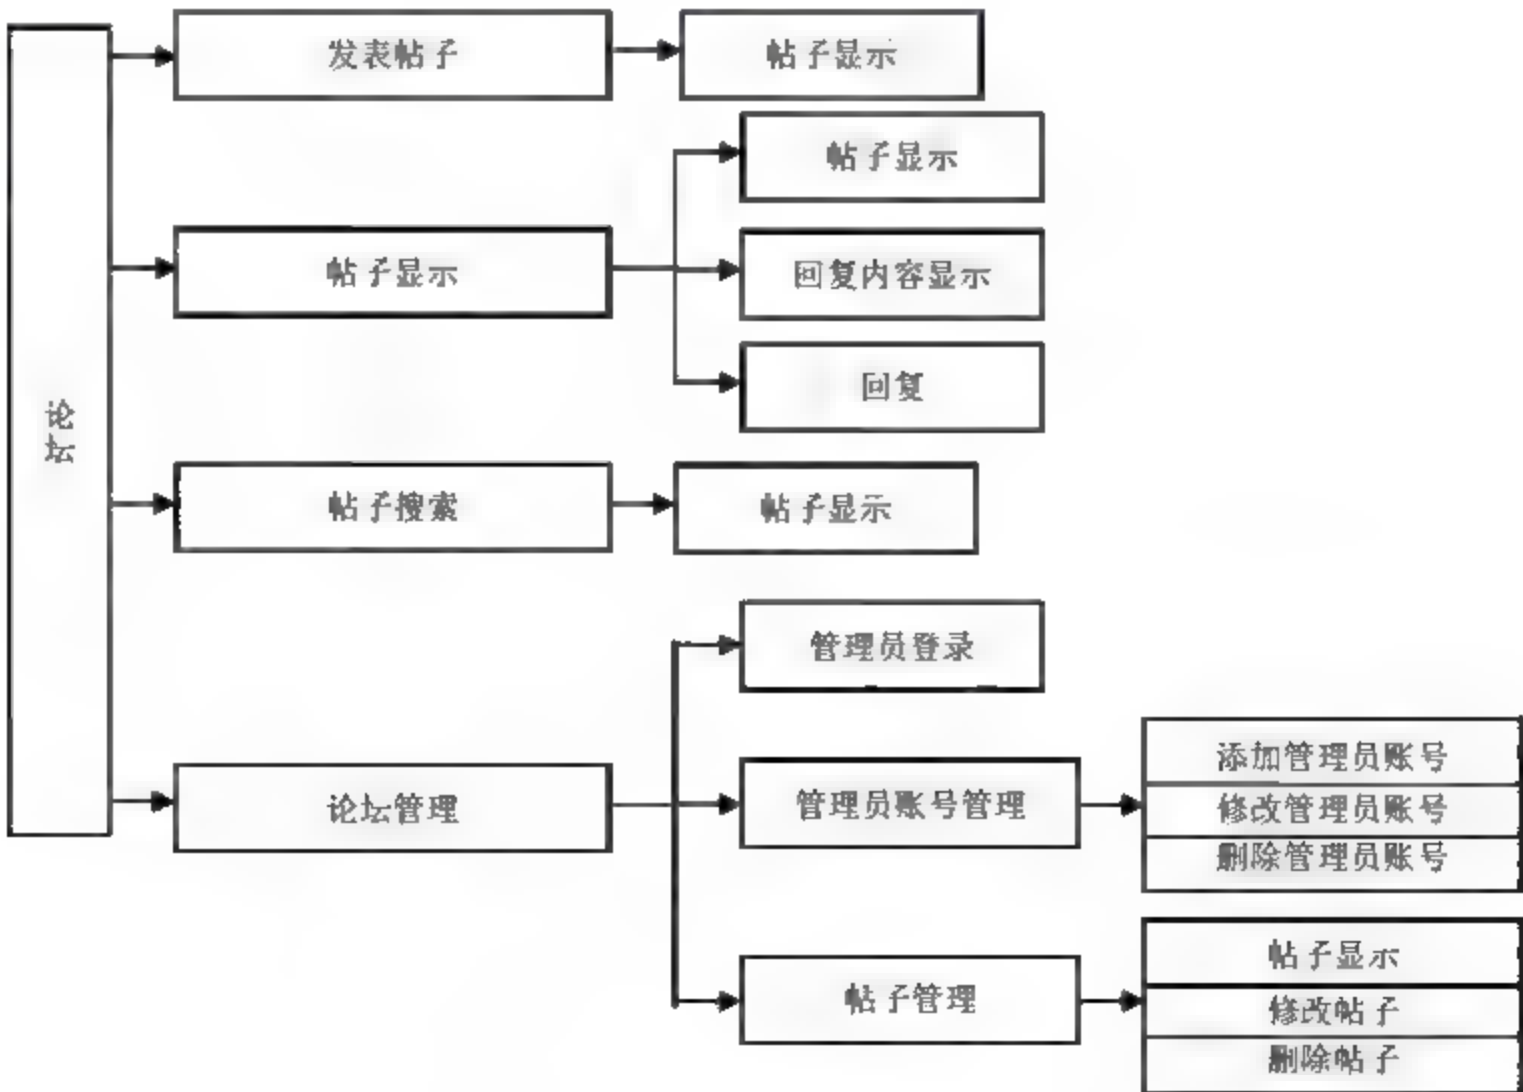 论坛
发表帖子
帖子显示
帖子显示
帖子显示
回复内容显示
回复
帖子搜索
帖子显示
论坛管理
管理员登录
管理员账号管理
添加管理员账号
修改管理员账号
删除管理员账号
帖子管理
帖子显示
修改帖子
删除帖子